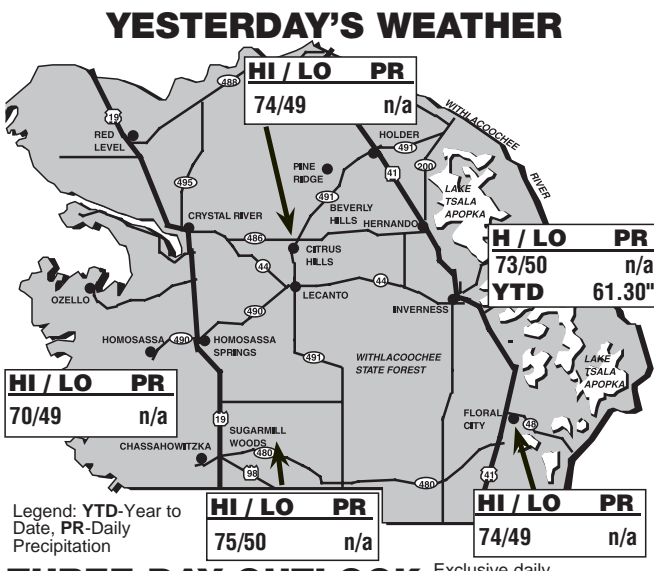 YESTERDAY'S WEATHER
HI / LO PR
74/49 n/a
488
19
RED
LEVEL
HOLDER
491
WITHLACOOCHEE
RIVER
PINE
RIDGE
41
200
495
491
BEVERLY
HILLS
LAKE
TSALA
APOPKA
CRYSTAL RIVER
HERNANDO
486
CITRUS
HILLS
H / LO PR
73/50 n/a
YTD 61.30"
44
44
OZELLO
LECANTO
INVERNESS
490
HOMOSASSA
490
HOMOSASSA
SPRINGS
491
WITHLACOOCHEE
STATE FOREST
LAKE
TSALA
APOPKA
HI / LO PR
70/49 n/a
19
FLORAL
CITY
48
SUGARMILL
WOODS
CHASSAHOWITZKA
480
98
480
41
Legend: YTD-Year to
Date, PR-Daily
Precipitation
HI / LO PR
75/50 n/a
HI / LO PR
74/49 n/a
THREE DAY OUTLOOK
Exclusive daily